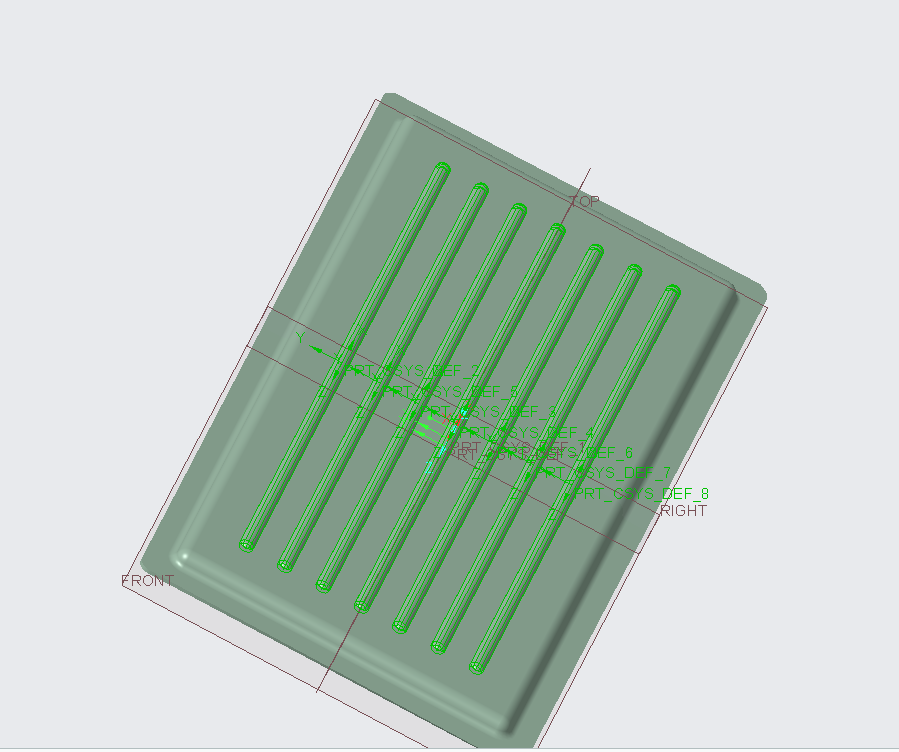 TOP
Y
PRT_CSYS_DEF_2
PRT_CSYS_DEF_5
PRT_CSYS_DEF_3
PRT_CSYS_DEF_4
PRT_CSYS_DEF_6
PRT_CSYS_DEF_7
PRT_CSYS_DEF_8
RIGHT
FRONT